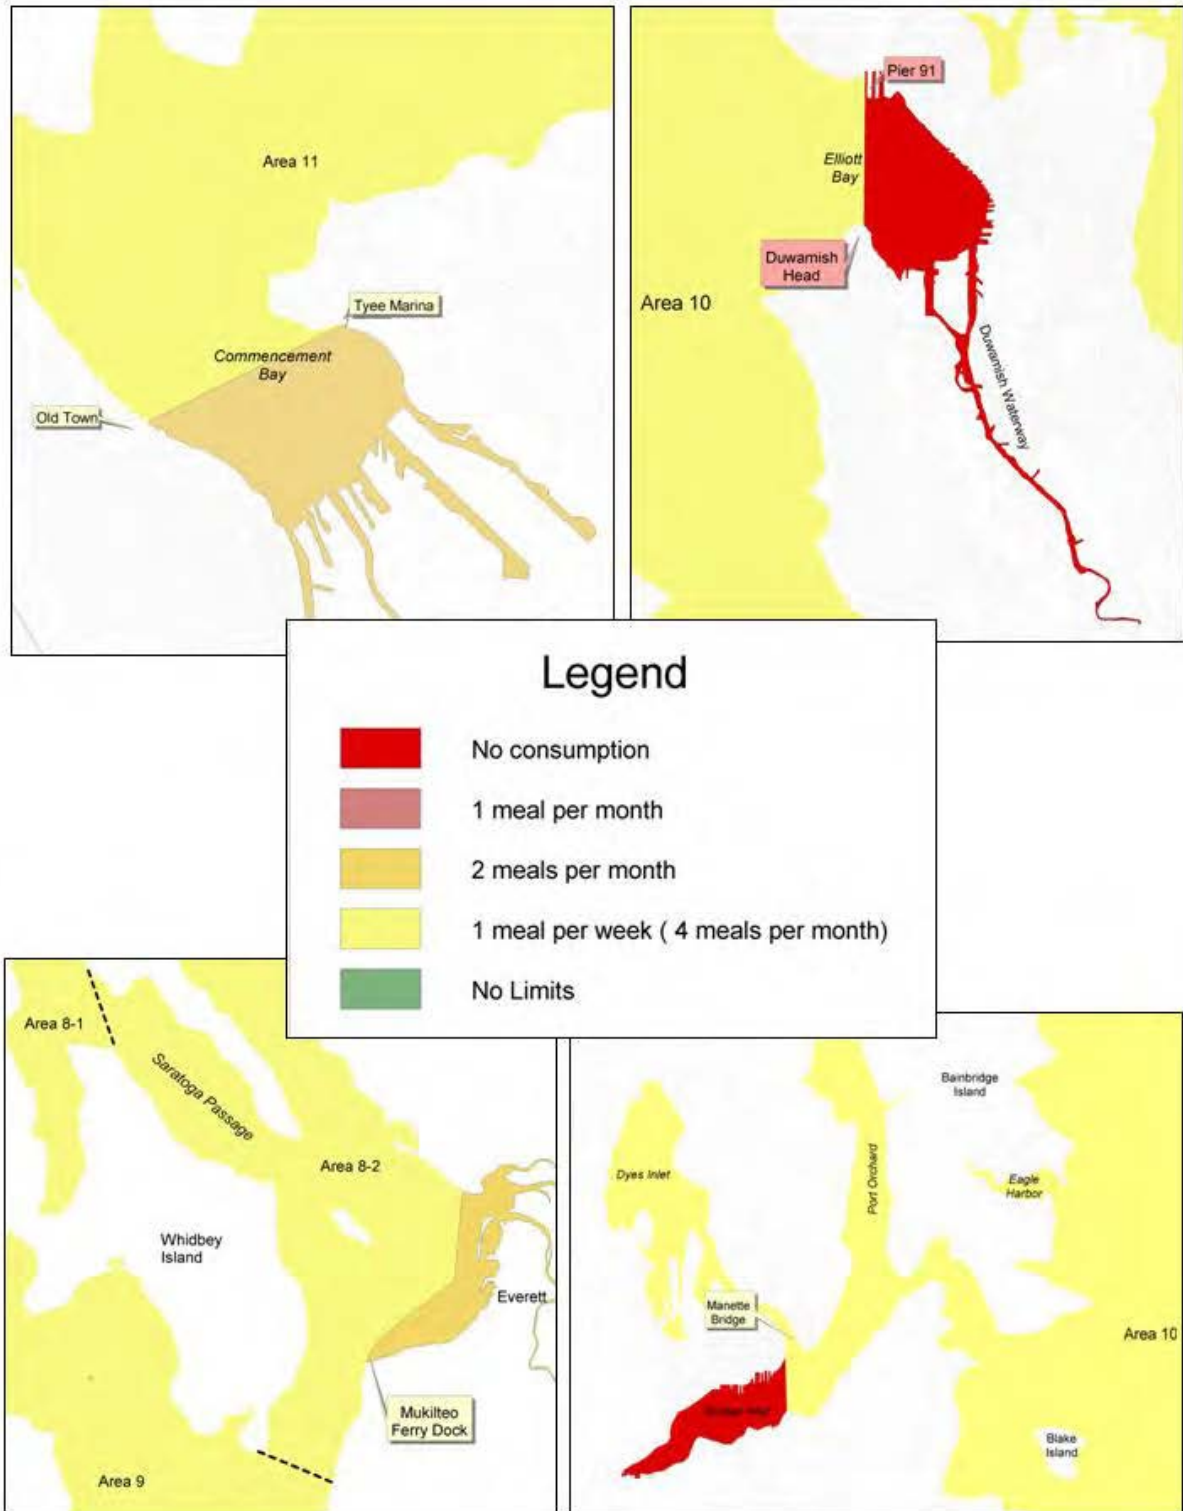 Area 11
Tyee Marina
Commencement
Bay
Old Town
Pier 91
Elliott
Bay
Duwamish
Head
Area 10
Duwamish Waterway
Legend
No consumption
1 meal per month
2 meals per month
1 meal per week ( 4 meals per month)
No Limits
Area 8-1
Saratoga Passage
Area 8-2
Whidbey
Island
Everett
Mukilteo
Ferry Dock
Area 9
Bainbridge
Island
Dyes Inlet
Port Orchard
Eagle
Harbor
Manette
Bridge
Area 10
Blake
Island